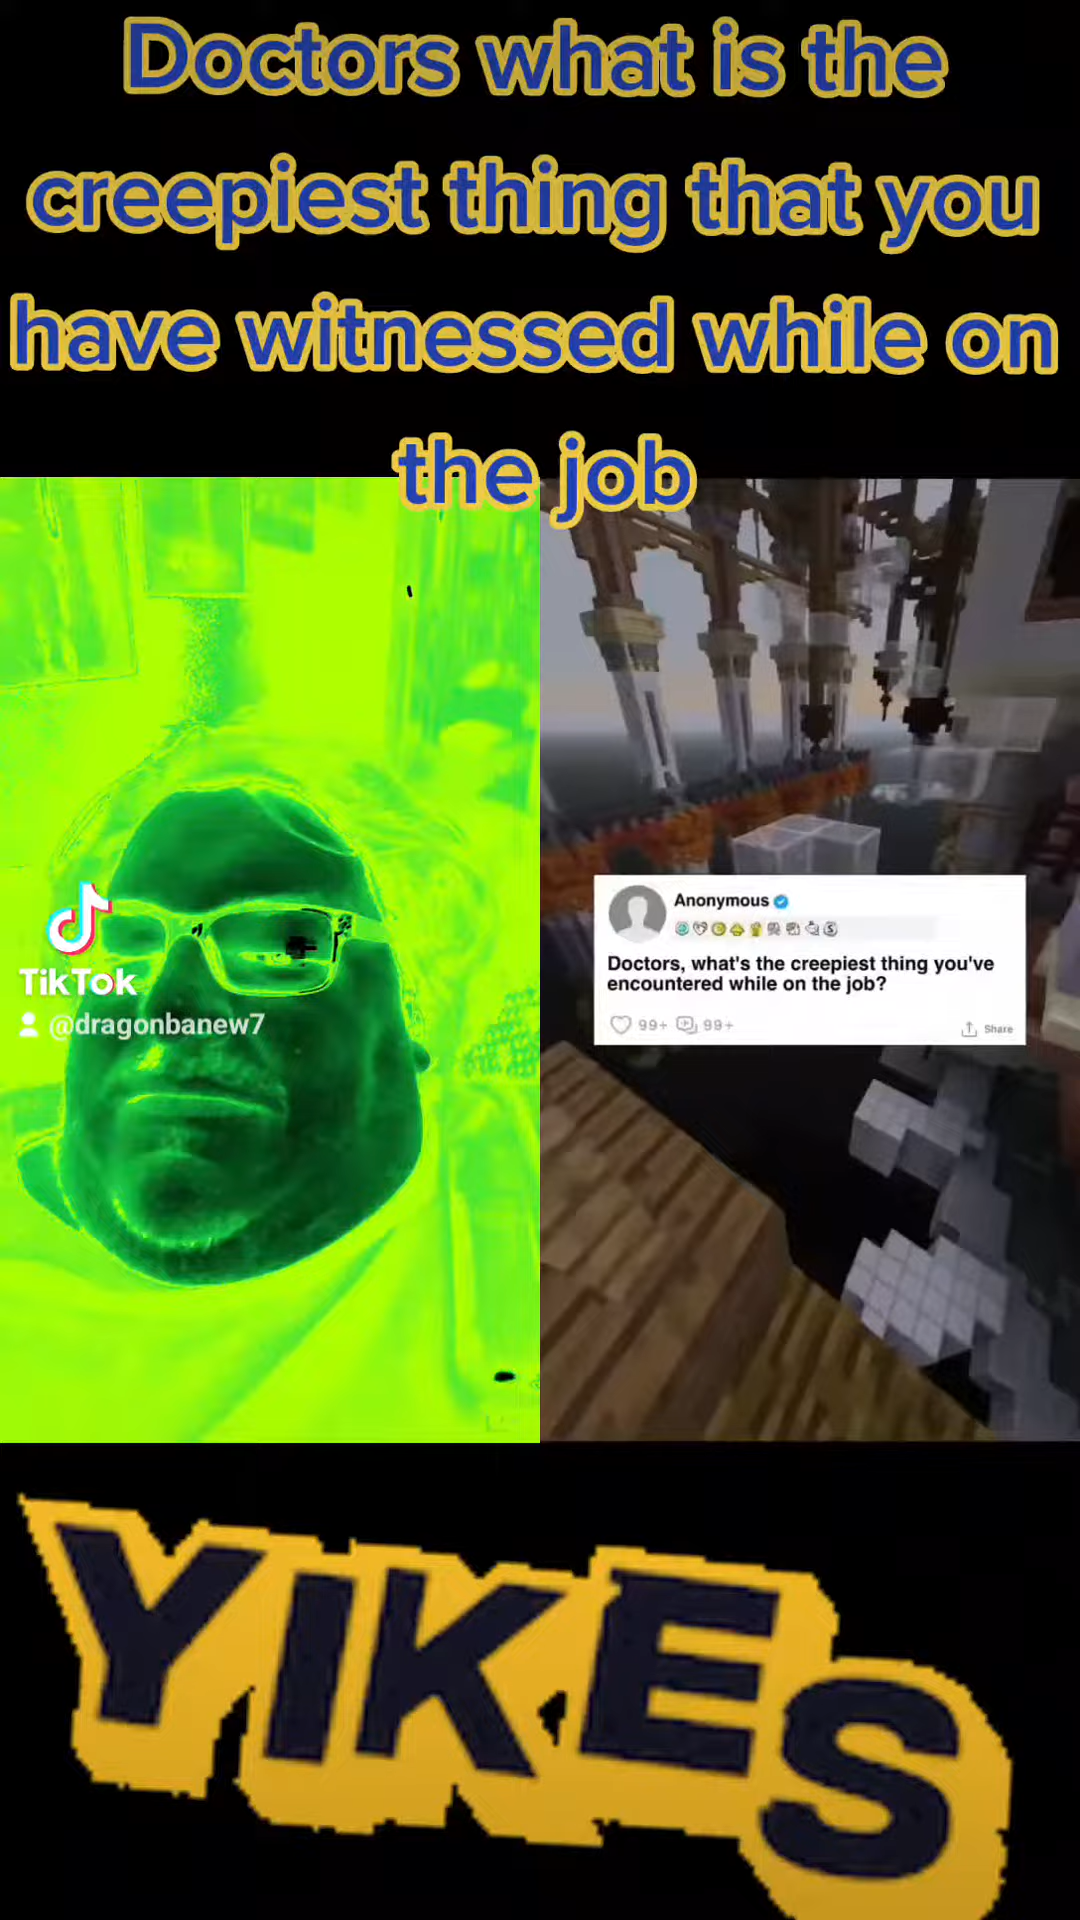 Doctors what is the
creepiest thing that you
have witnessed while on
the job
TikTok
@dragonbanew7
Anonymous
Doctors, what's the creepiest thing you've
encountered while on the job?
99+ 99+
Share
YIKES